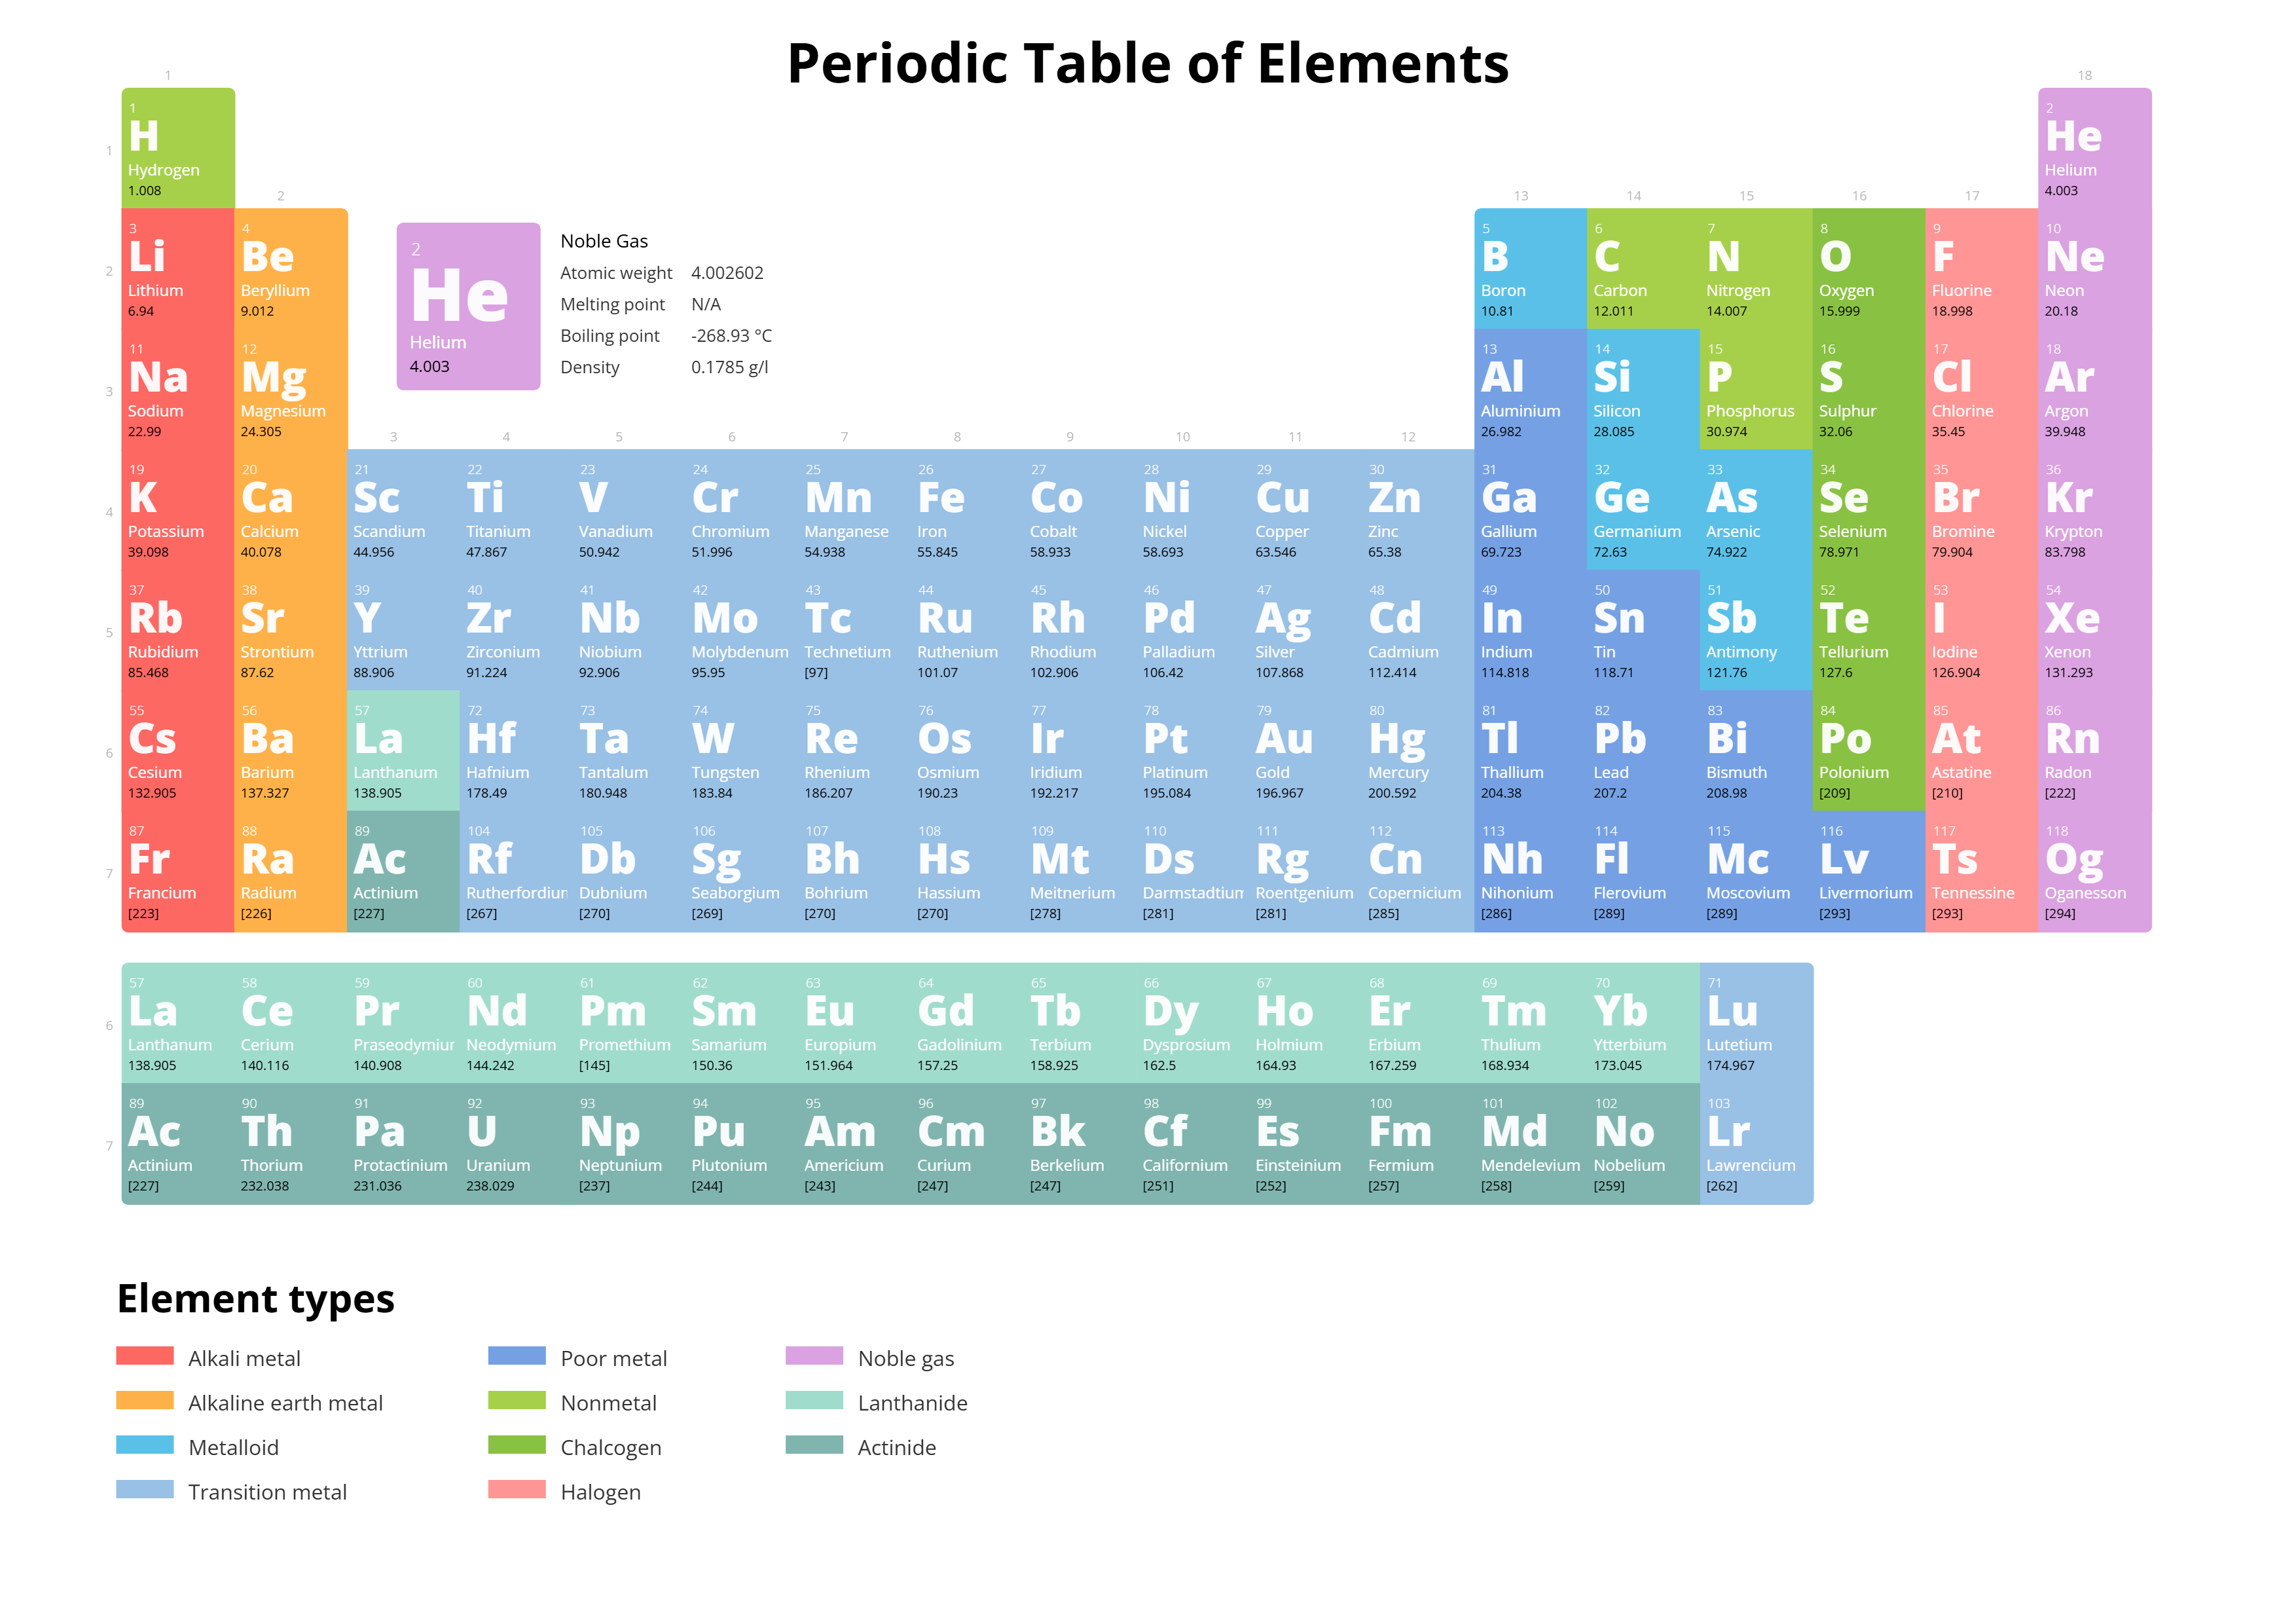 Periodic Table of Elements
1 18
1 2
H He
1
Hydrogen Helium
1.008 4.003
2 13 14 15 16 17
3 4 5 6 7 8 9 10
Li Be B C N O F Ne
2
Lithium Beryllium Boron Carbon Nitrogen Oxygen Fluorine Neon
6.94 9.012 10.81 12.011 14.007 15.999 18.998 20.18
2
He
Helium
4.003
Noble Gas
Atomic weight 4.002602
Melting point N/A
Boiling point -268.93 °C
Density 0.1785 g/l
11 12 13 14 15 16 17 18
Na Mg Al Si P S Cl Ar
3
Sodium Magnesium Aluminium Silicon Phosphorus Sulphur Chlorine Argon
22.99 24.305 26.982 28.085 30.974 32.06 35.45 39.948
3 4 5 6 7 8 9 10 11 12
19 20 21 22 23 24 25 26 27 28 29 30 31 32 33 34 35 36
K Ca Sc Ti V Cr Mn Fe Co Ni Cu Zn Ga Ge As Se Br Kr
4
Potassium Calcium Scandium Titanium Vanadium Chromium Manganese Iron Cobalt Nickel Copper Zinc Gallium Germanium Arsenic Selenium Bromine Krypton
39.098 40.078 44.956 47.867 50.942 51.996 54.938 55.845 58.933 58.693 63.546 65.38 69.723 72.63 74.922 78.971 79.904 83.798
37 38 39 40 41 42 43 44 45 46 47 48 49 50 51 52 53 54
Rb Sr Y Zr Nb Mo Tc Ru Rh Pd Ag Cd In Sn Sb Te I Xe
5
Rubidium Strontium Yttrium Zirconium Niobium Molybdenum Technetium Ruthenium Rhodium Palladium Silver Cadmium Indium Tin Antimony Tellurium Iodine Xenon
85.468 87.62 88.906 91.224 92.906 95.95 [97] 101.07 102.906 106.42 107.868 112.414 114.818 118.71 121.76 127.6 126.904 131.293
55 56 57 72 73 74 75 76 77 78 79 80 81 82 83 84 85 86
Cs Ba La Hf Ta W Re Os Ir Pt Au Hg Tl Pb Bi Po At Rn
6
Cesium Barium Lanthanum Hafnium Tantalum Tungsten Rhenium Osmium Iridium Platinum Gold Mercury Thallium Lead Bismuth Polonium Astatine Radon
132.905 137.327 138.905 178.49 180.948 183.84 186.207 190.23 192.217 195.084 196.967 200.592 204.38 207.2 208.98 [209] [210] [222]
87 88 89 104 105 106 107 108 109 110 111 112 113 114 115 116 117 118
Fr Ra Ac Rf Db Sg Bh Hs Mt Ds Rg Cn Nh Fl Mc Lv Ts Og
7
Francium Radium Actinium Rutherfordiun Dubnium Seaborgium Bohrium Hassium Meitnerium Darmstadtiun Roentgenium Copernicium Nihonium Flerovium Moscovium Livermorium Tennessine Oganesson
[223] [226] [227] [267] [270] [269] [270] [270] [278] [281] [281] [285] [286] [289] [289] [293] [293] [294]
57 58 59 60 61 62 63 64 65 66 67 68 69 70 71
La Ce Pr Nd Pm Sm Eu Gd Tb Dy Ho Er Tm Yb Lu
6
Lanthanum Cerium Praseodymiur Neodymium Promethium Samarium Europium Gadolinium Terbium Dysprosium Holmium Erbium Thulium Ytterbium Lutetium
138.905 140.116 140.908 144.242 [145] 150.36 151.964 157.25 158.925 162.5 164.93 167.259 168.934 173.045 174.967
89 90 91 92 93 94 95 96 97 98 99 100 101 102 103
Ac Th Pa U Np Pu Am Cm Bk Cf Es Fm Md No Lr
7
Actinium Thorium Protactinium Uranium Neptunium Plutonium Americium Curium Berkelium Californium Einsteinium Fermium Mendelevium Nobelium Lawrencium
[227] 232.038 231.036 238.029 [237] [244] [243] [247] [247] [251] [252] [257] [258] [259] [262]
Element types
Alkali metal Poor metal Noble gas
Alkaline earth metal Nonmetal Lanthanide
Metalloid Chalcogen Actinide
Transition metal Halogen